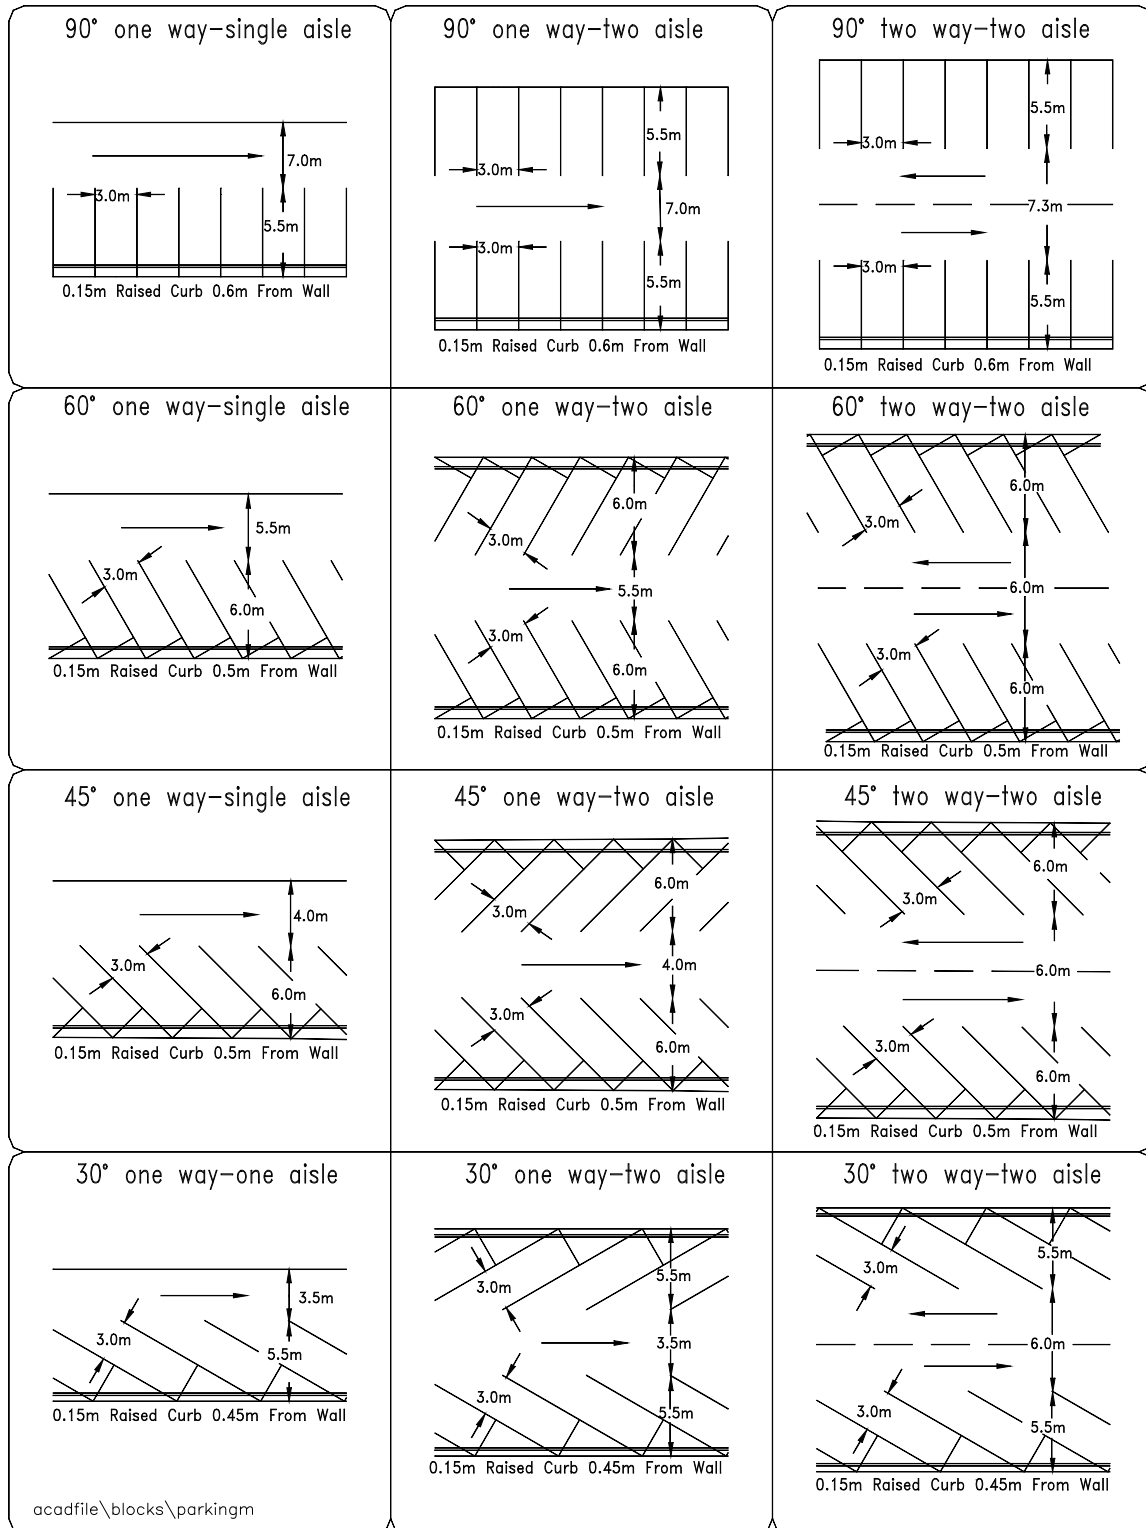 90° one way-single aisle
7.0m
3.0m
5.5m
0.15m Raised Curb 0.6m From Wall
90° one way-two aisle
5.5m
3.0m
7.0m
3.0m
5.5m
0.15m Raised Curb 0.6m From Wall
90° two way-two aisle
5.5m
3.0m
7.3m
3.0m
5.5m
0.15m Raised Curb 0.6m From Wall
60° one way-single aisle
5.5m
3.0m
6.0m
0.15m Raised Curb 0.5m From Wall
60° one way-two aisle
6.0m
3.0m
5.5m
3.0m
6.0m
0.15m Raised Curb 0.5m From Wall
60° two way-two aisle
6.0m
3.0m
6.0m
3.0m
6.0m
0.15m Raised Curb 0.5m From Wall
45° one way-single aisle
4.0m
3.0m
6.0m
0.15m Raised Curb 0.5m From Wall
45° one way-two aisle
6.0m
3.0m
4.0m
3.0m
6.0m
0.15m Raised Curb 0.5m From Wall
45° two way-two aisle
6.0m
3.0m
6.0m
3.0m
6.0m
0.15m Raised Curb 0.5m From Wall
30° one way-one aisle
3.5m
3.0m
5.5m
0.15m Raised Curb 0.45m From Wall
30° one way-two aisle
5.5m
3.0m
3.5m
3.0m
5.5m
0.15m Raised Curb 0.45m From Wall
30° two way-two aisle
5.5m
3.0m
6.0m
3.0m
5.5m
0.15m Raised Curb 0.45m From Wall
acadfile\blocks\parkingm